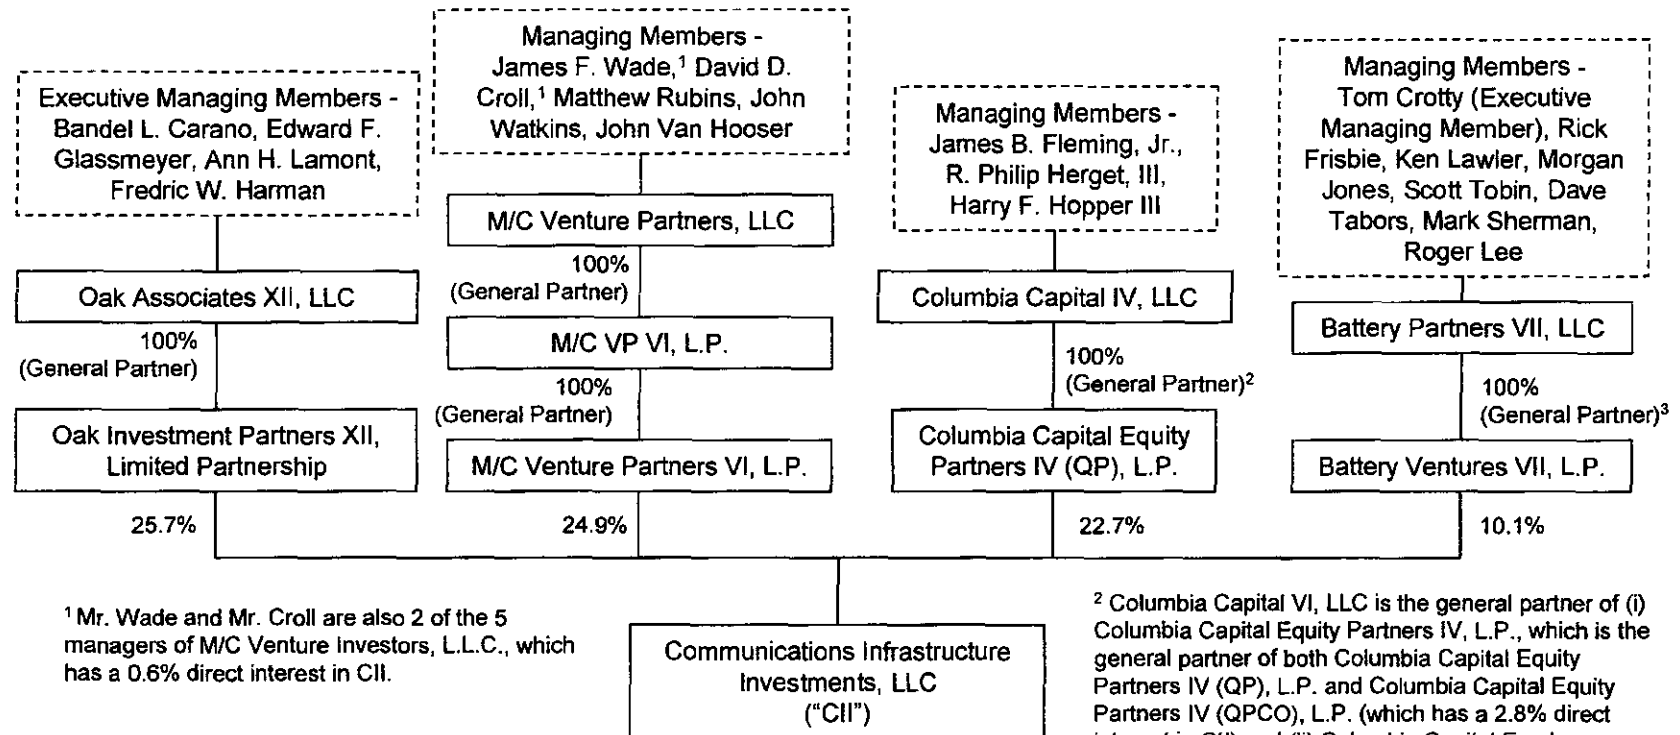 Executive Managing Members -
Bandel L. Carano, Edward F.
Glassmeyer, Ann H. Lamont,
Fredric W. Harman
Oak Associates XII, LLC
100%
(General Partner)
Oak Investment Partners XII,
Limited Partnership
25.7%
Managing Members -
James F. Wade,¹ David D.
Croll,¹ Matthew Rubins, John
Watkins, John Van Hooser
M/C Venture Partners, LLC
100%
(General Partner)
M/C VP VI, L.P.
100%
(General Partner)
M/C Venture Partners VI, L.P.
24.9%
Managing Members -
James B. Fleming, Jr.,
R. Philip Herget, III,
Harry F. Hopper III
Columbia Capital IV, LLC
100%
(General Partner)²
Columbia Capital Equity
Partners IV (QP), L.P.
22.7%
Managing Members -
Tom Crotty (Executive
Managing Member), Rick
Frisbie, Ken Lawler, Morgan
Jones, Scott Tobin, Dave
Tabors, Mark Sherman,
Roger Lee
Battery Partners VII, LLC
100%
(General Partner)³
Battery Ventures VII, L.P.
10.1%
¹ Mr. Wade and Mr. Croll are also 2 of the 5
managers of M/C Venture Investors, L.L.C., which
has a 0.6% direct interest in CII.
Communications Infrastructure
Investments, LLC
("CII")
² Columbia Capital VI, LLC is the general partner of (i)
Columbia Capital Equity Partners IV, L.P., which is the
general partner of both Columbia Capital Equity
Partners IV (QP), L.P. and Columbia Capital Equity
Partners IV (QPCO), L.P. (which has a 2.8% direct